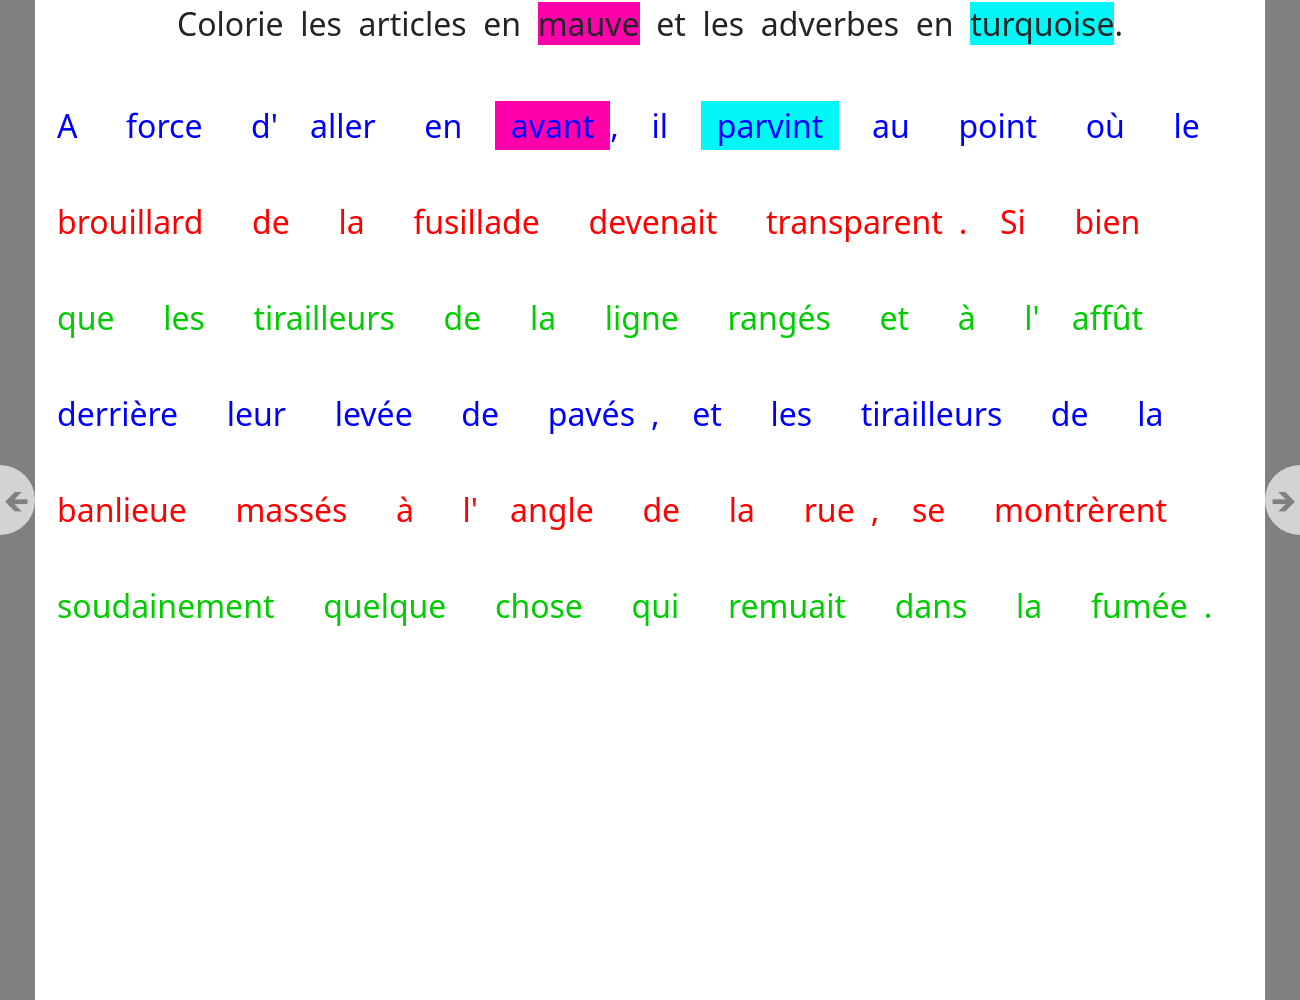 Colorie les articles en mauve et les adverbes en turquoise.
A force d' aller en avant, il parvint au point où le
brouillard de la fusillade devenait transparent . Si bien
que les tirailleurs de la ligne rangés et à l' affût
derrière leur levée de pavés , et les tirailleurs de la
banlieue massés à l' angle de la rue , se montrèrent
soudainement quelque chose qui remuait dans la fumée .